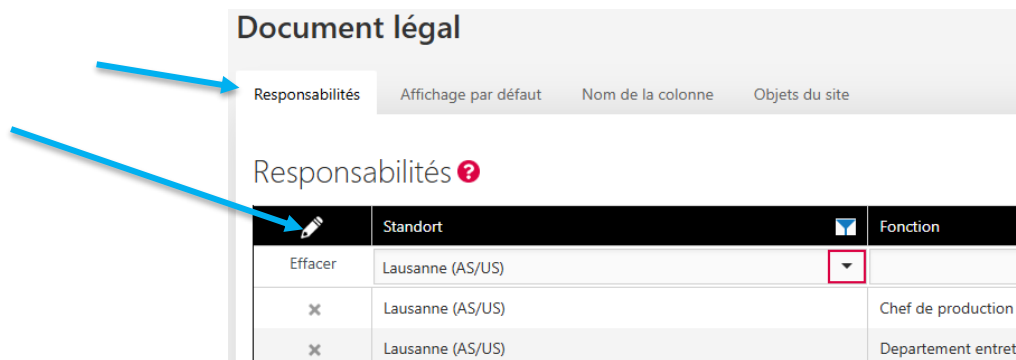 Document légal
Responsabilités Affichage par défaut Nom de la colonne Objets du site
Responsabilités ?
Standort Fonction
Effacer Lausanne (AS/US)
Lausanne (AS/US) Chef de production
Lausanne (AS/US) Departement entret